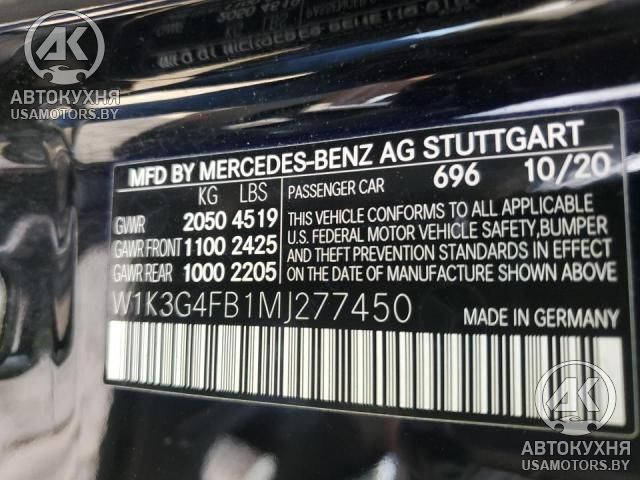 AK
АВТОКУХНЯ
USAMOTORS.BY
MFD BY MERCEDES-BENZ AG STUTTGART
KG LBS
GVWR 2050 4519
GAWR FRONT 1100 2425
GAWR REAR 1000 2205
PASSENGER CAR 696 10/20
THIS VEHICLE CONFORMS TO ALL APPLICABLE
U.S. FEDERAL MOTOR VEHICLE SAFETY,BUMPER
AND THEFT PREVENTION STANDARDS IN EFFECT
ON THE DATE OF MANUFACTURE SHOWN ABOVE
W1K3G4FB1MJ277450
MADE IN GERMANY
AK
АВТОКУХНЯ
USAMOTORS.BY